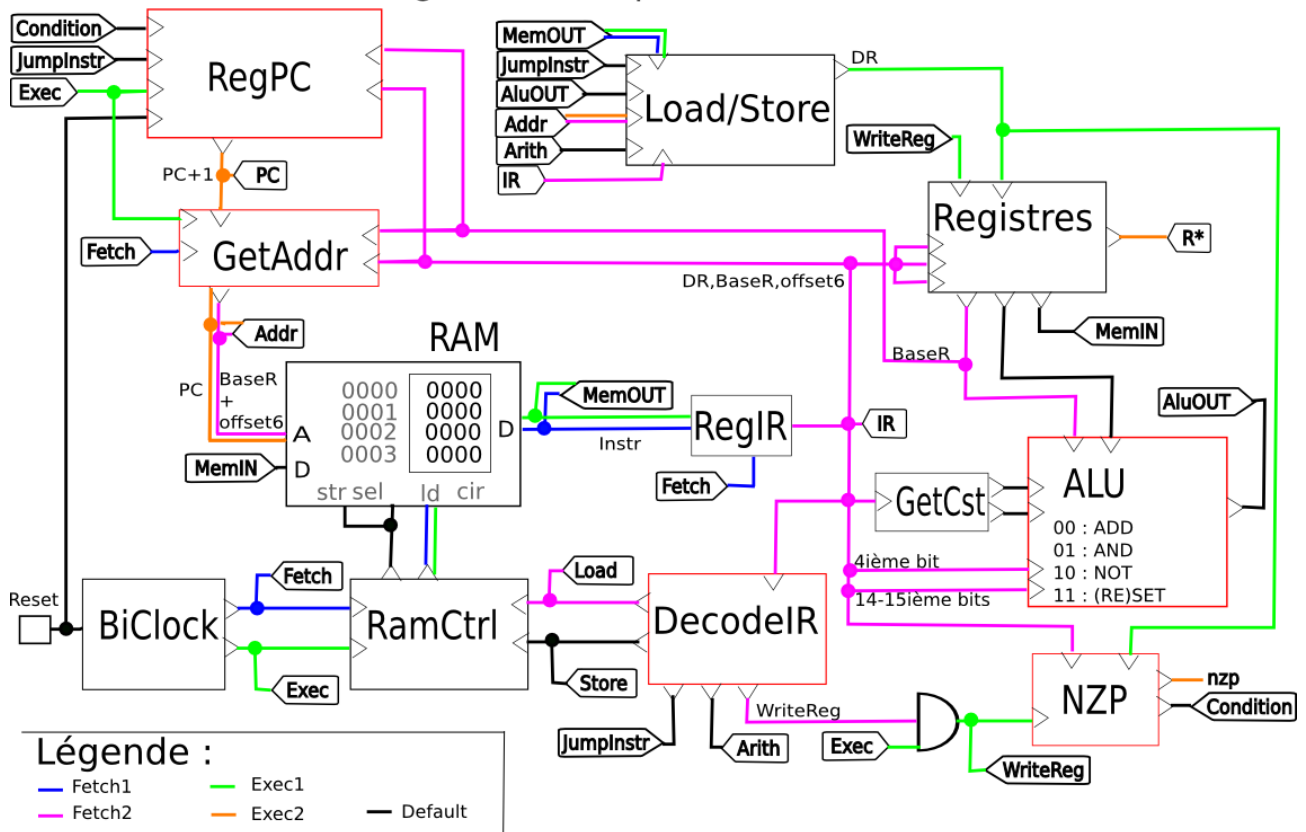 Condition
JumpInstr
Exec
RegPC
PC+1
PC
Fetch
GetAddr
Addr
PC
BaseR
+
offset6
MemOUT
JumpInstr
AluOUT
Addr
Arith
IR
Load/Store
DR
WriteReg
Registres
R*
DR,BaseR,offset6
MemIN
BaseR
AluOUT
RAM
0000 0000
0001 0000
0002 0000
0003 0000
A
D
D
str sel ld cir
MemIN
MemOUT
Instr
RegIR
Fetch
IR
GetCst
ALU
00 : ADD
01 : AND
10 : NOT
11 : (RE)SET
4ième bit
14-15ième bits
Reset
BiClock
Fetch
Exec
RamCtrl
Load
Store
DecodeIR
JumpInstr
Arith
WriteReg
Exec
WriteReg
NZP
nzp
Condition
Légende :
Fetch1
Exec1
Fetch2
Exec2
Default